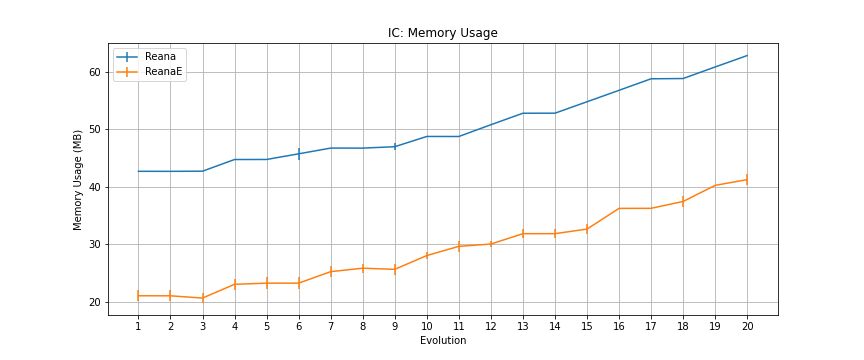 IC: Memory Usage
Reana
ReanaE
Memory Usage (MB)
60
50
40
30
20
1 2 3 4 5 6 7 8 9 10 11 12 13 14 15 16 17 18 19 20
Evolution